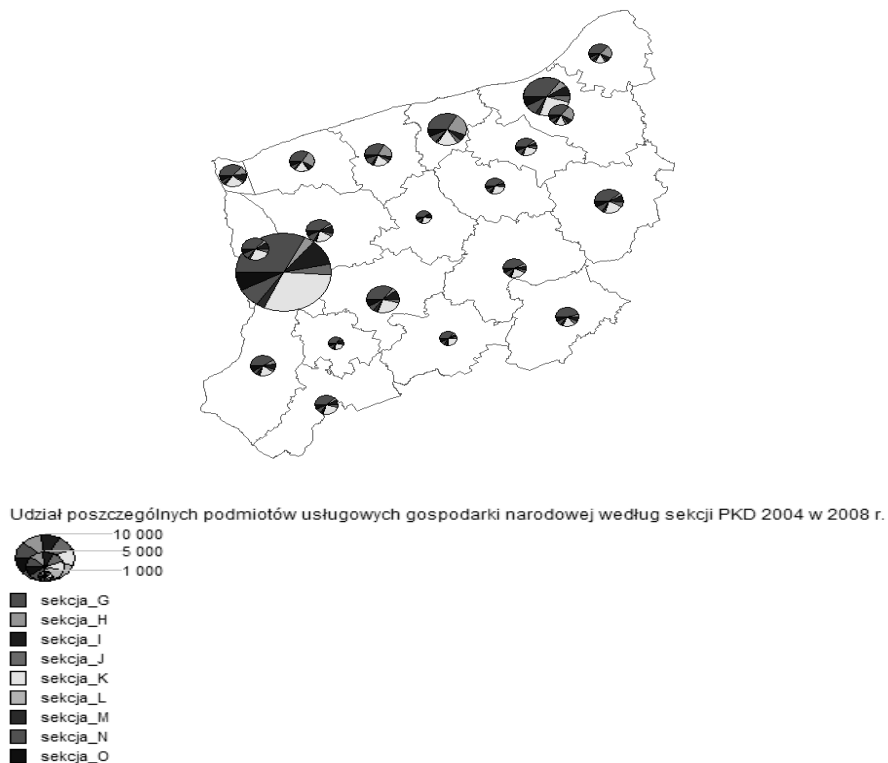 Udział poszczególnych podmiotów usługowych gospodarki narodowej według sekcji PKD 2004 w 2008 r.
10 000
5 000
1 000
sekcja_G
sekcja_H
sekcja_I
sekcja_J
sekcja_K
sekcja_L
sekcja_M
sekcja_N
sekcja_O